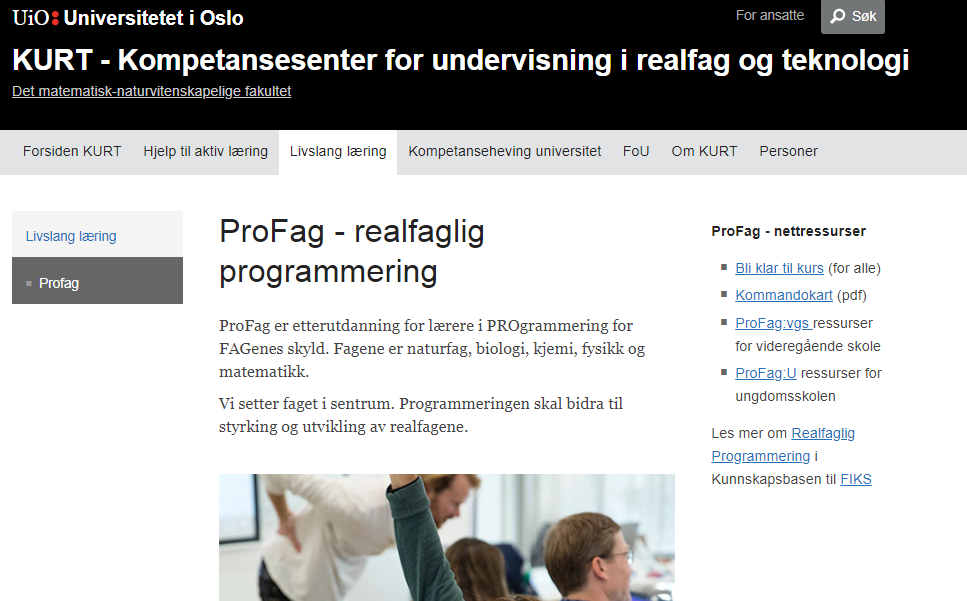 UiO: Universitetet i Oslo
For ansatte
Søk
KURT - Kompetansesenter for undervisning i realfag og teknologi
Det matematisk-naturvitenskapelige fakultet
Forsiden KURT Hjelp til aktiv læring Livslang læring Kompetanseheving universitet FoU Om KURT Personer
Livslang læring
Profag
ProFag - realfaglig
programmering
ProFag er etterutdanning for lærere i PROgrammering for
FAGenes skyld. Fagene er naturfag, biologi, kjemi, fysikk og
matematikk.
Vi setter faget i sentrum. Programmeringen skal bidra til
styrking og utvikling av realfagene.
ProFag - nettressurser
Bli klar til kurs (for alle)
Kommandokart (pdf)
ProFag:vgs ressurser
for videregående skole
ProFag:U ressurser for
ungdomsskolen
Les mer om Realfaglig
Programmering i
Kunnskapsbasen til FIKS